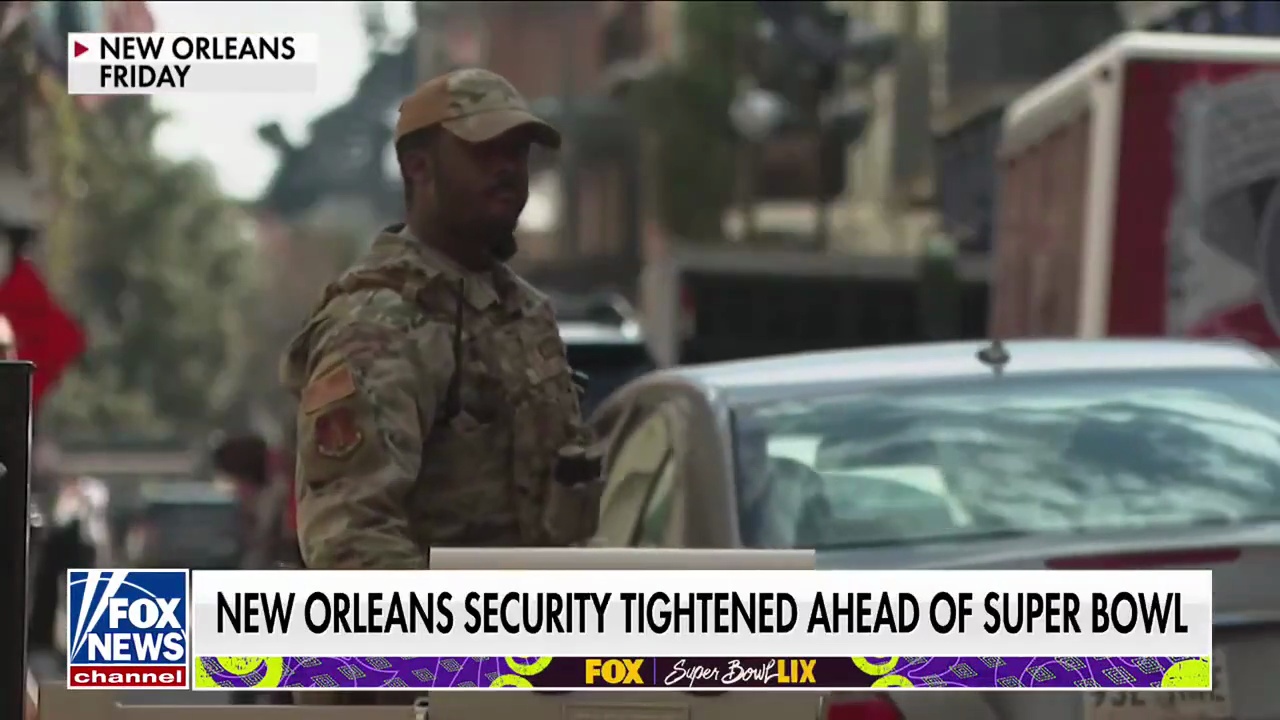 NEW ORLEANS
FRIDAY
FOX
NEWS
channel
NEW ORLEANS SECURITY TIGHTENED AHEAD OF SUPER BOWL
FOX Super Bowl LIX